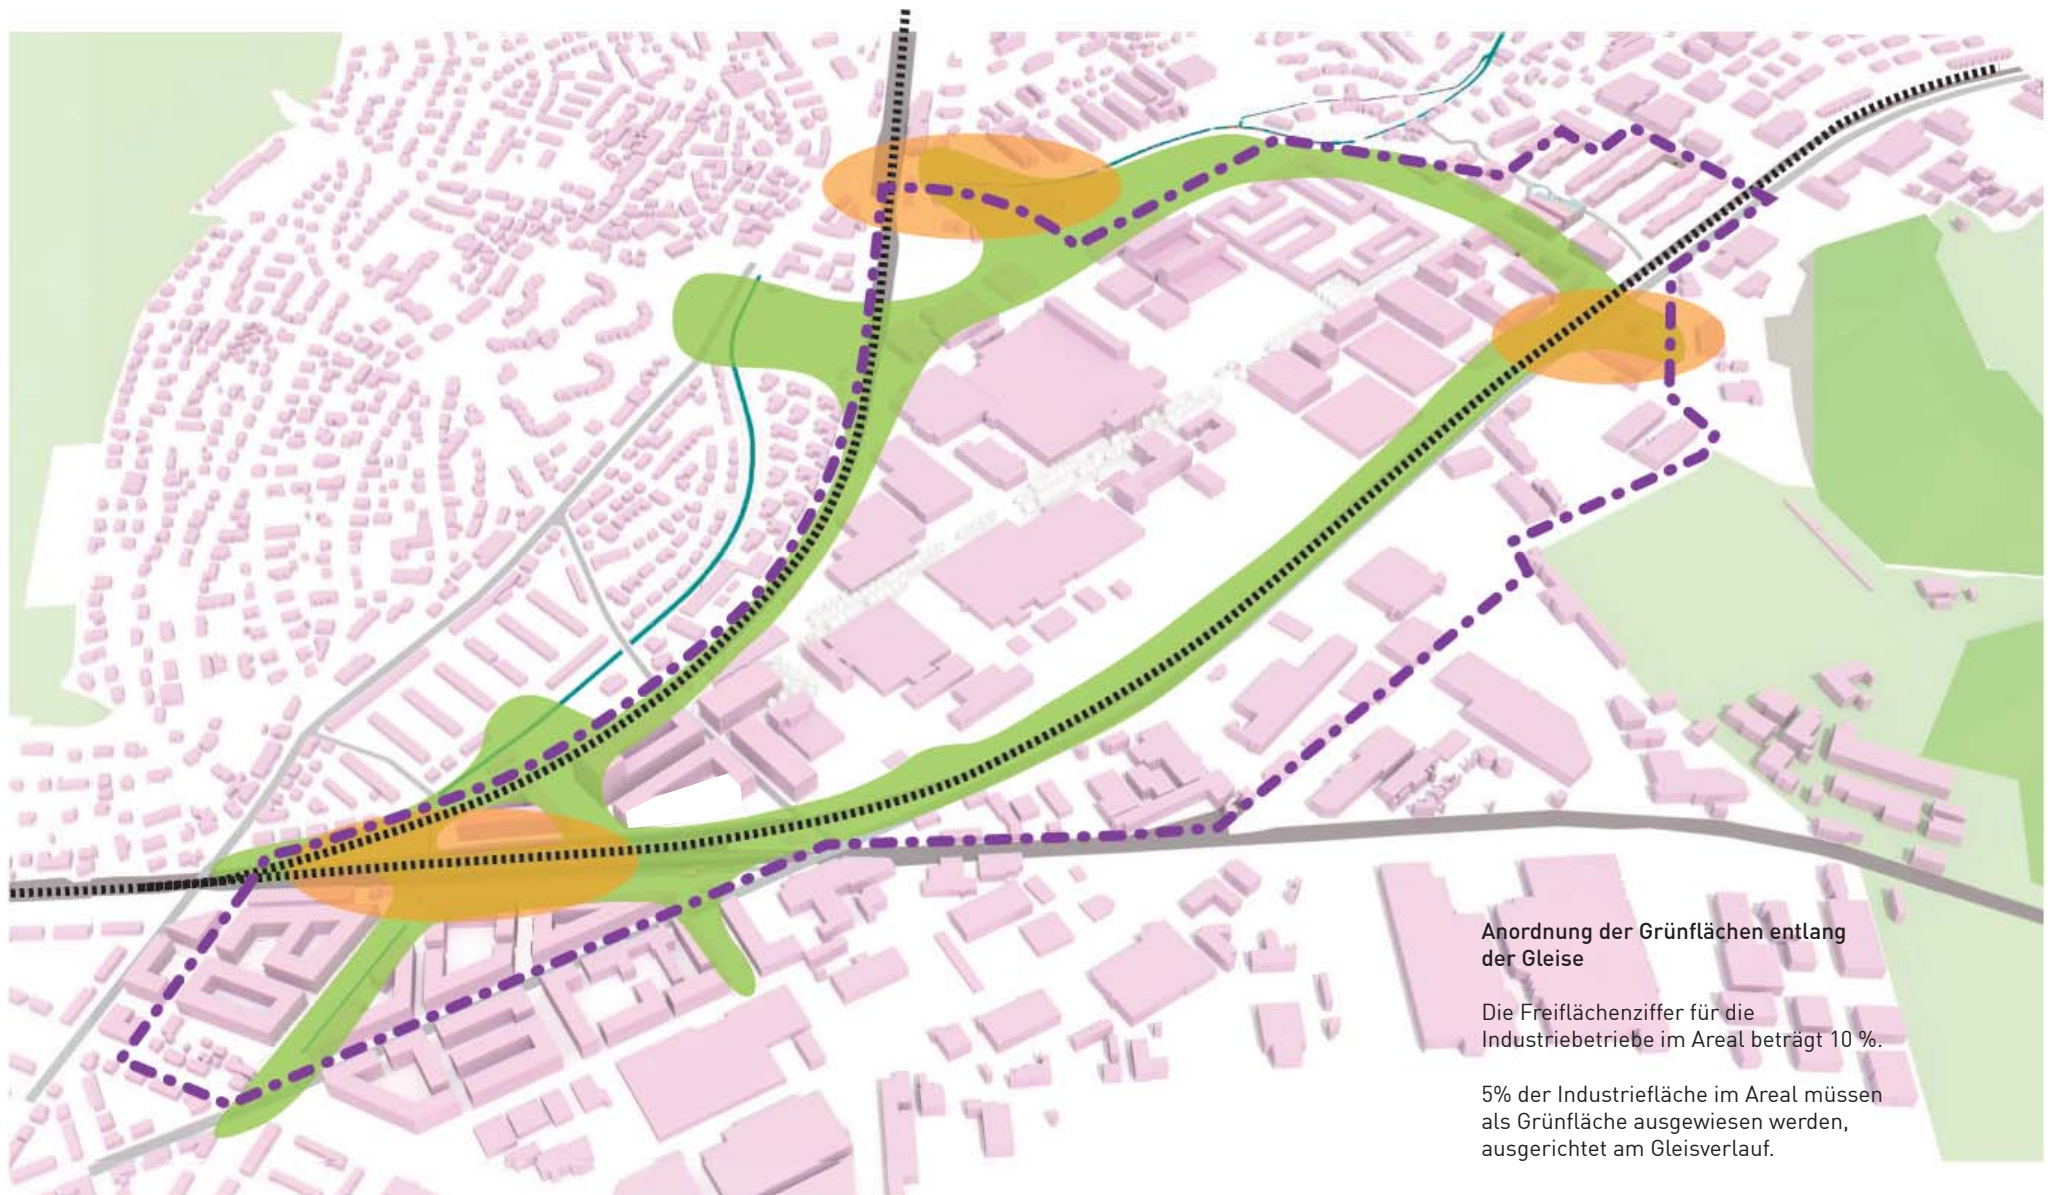 Anordnung der Grünflächen entlang
der Gleise
Die Freiflächenziffer für die
Industriebetriebe im Areal beträgt 10 %.
5% der Industriefläche im Areal müssen
als Grünfläche ausgewiesen werden,
ausgerichtet am Gleisverlauf.